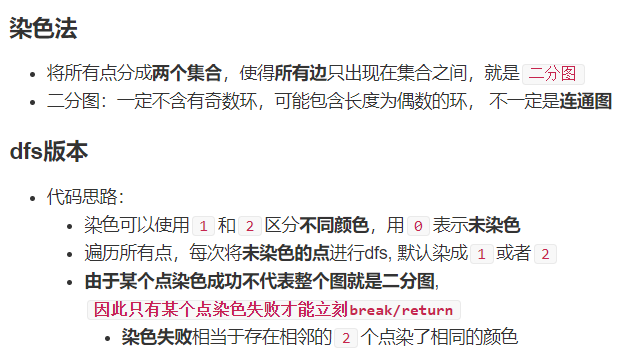 染色法
将所有点分成两个集合，使得所有边只出现在集合之间，就是 二分图
二分图：一定不含有奇数环，可能包含长度为偶数的环， 不一定是连通图
dfs版本
代码思路：
染色可以使用 1 和 2 区分不同颜色，用 0 表示未染色
遍历所有点，每次将未染色的点进行dfs, 默认染成 1 或者 2
由于某个点染色成功不代表整个图就是二分图,
因此只有某个点染色失败才能立刻break/return
染色失败相当于存在相邻的 2 个点染了相同的颜色